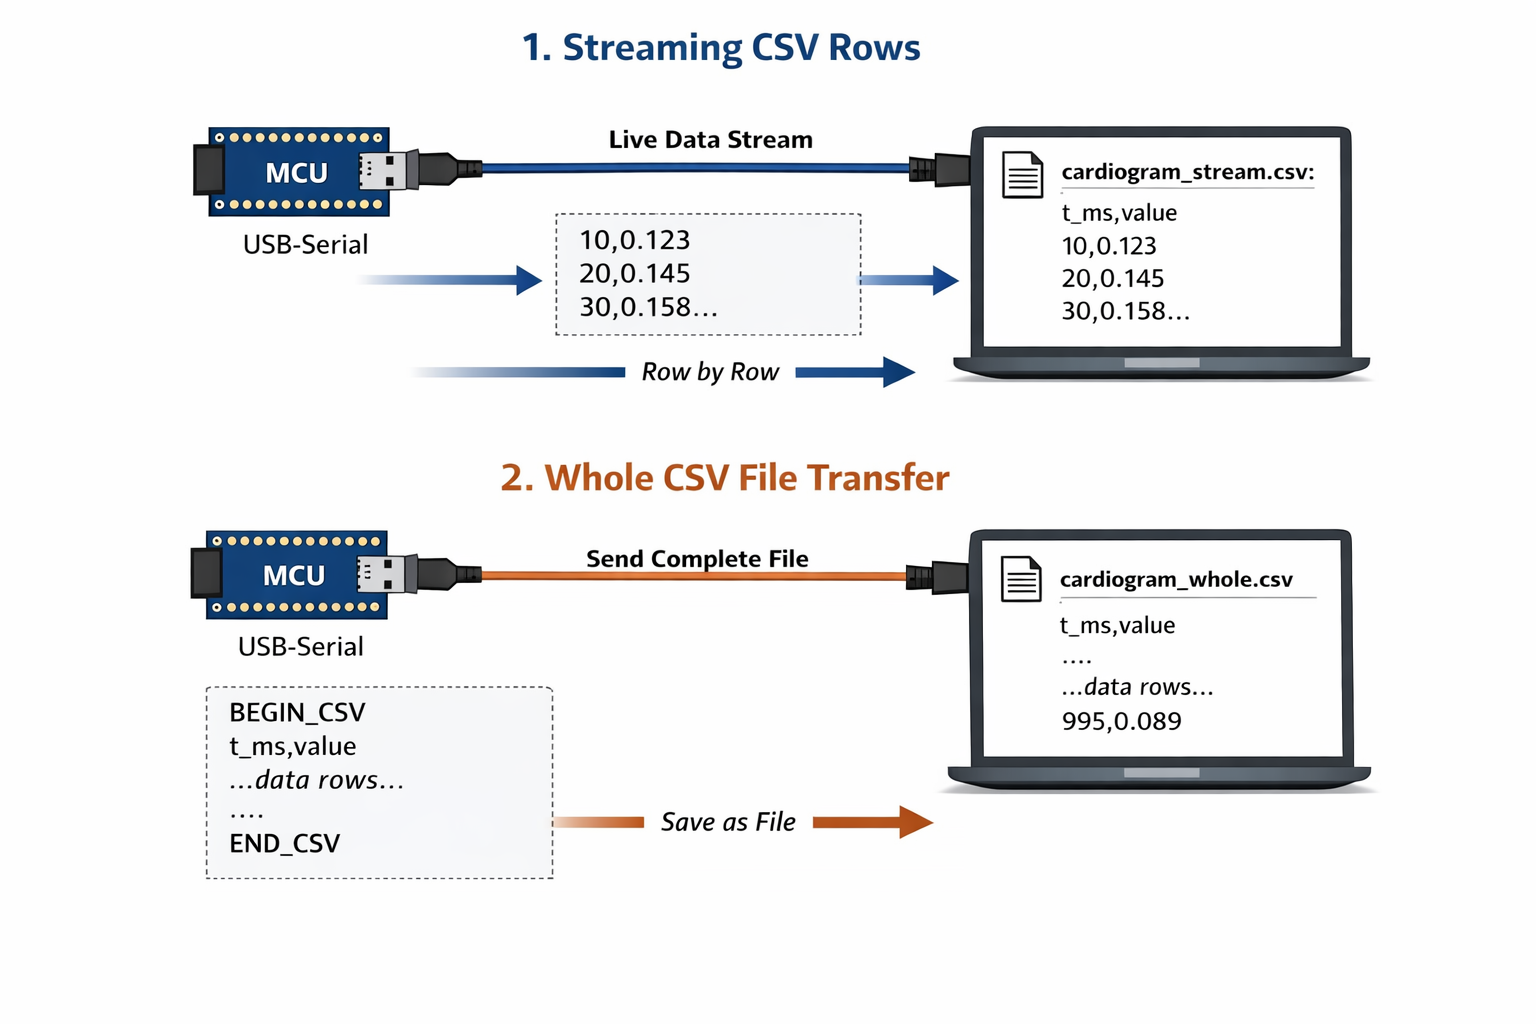 1. Streaming CSV Rows
MCU
USB-Serial
Live Data Stream
10,0.123
20,0.145
30,0.158...
Row by Row
cardiogram_stream.csv:
t_ms,value
10,0.123
20,0.145
30,0.158...
2. Whole CSV File Transfer
MCU
USB-Serial
Send Complete File
BEGIN_CSV
t_ms,value
...data rows...
....
END_CSV
Save as File
cardiogram_whole.csv
t_ms,value
....
...data rows...
995,0.089